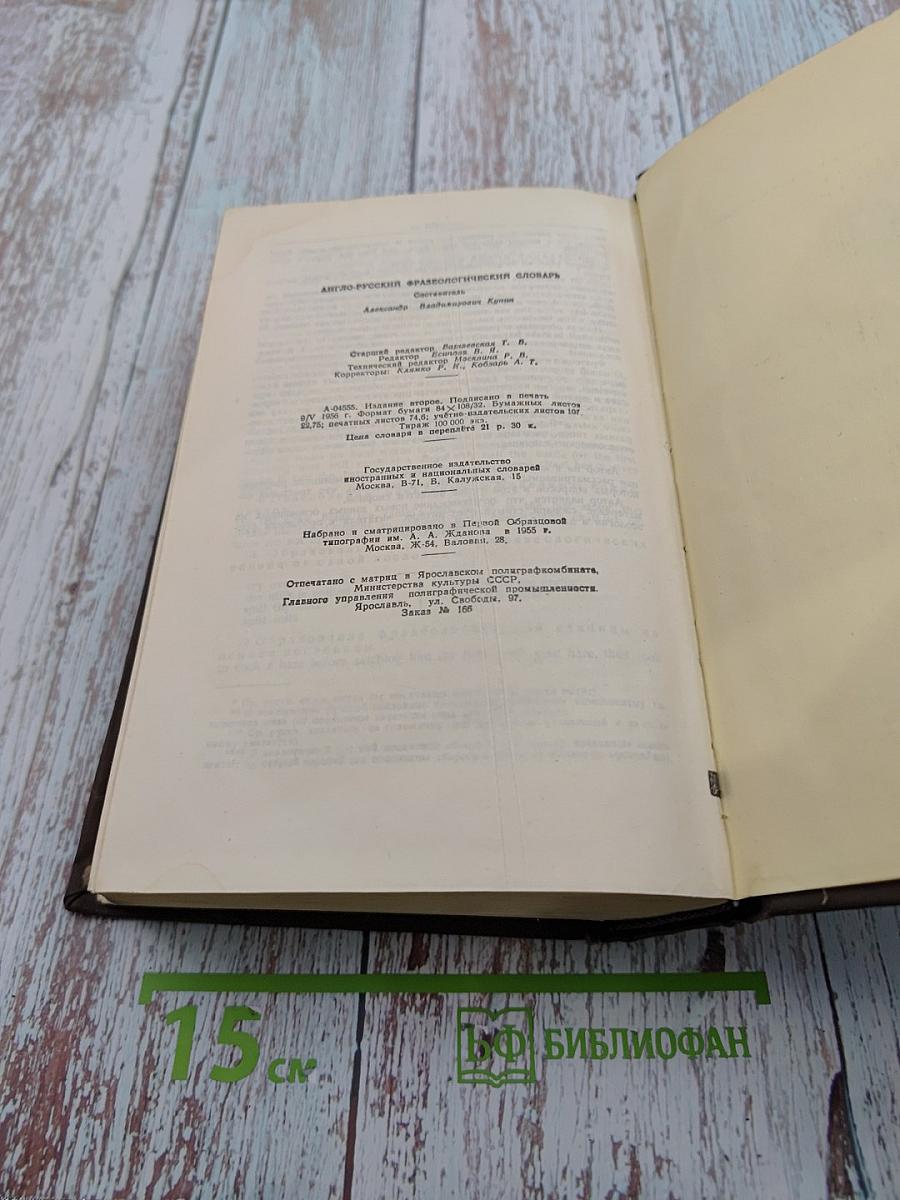 АНГЛО-РУССКИЙ ФРАЗЕОЛОГИЧЕСКИЙ СЛОВАРЬ
Составитель
Александр Владимирович Кунин
Старший редактор Варшевская Г. В.
Редактор Есипова В. Я.
Технический редактор Москвина Р. В.
Корректоры: Клямко Р. К., Кобзарь А. Т.
А-04555. Издание второе. Подписано в печать
9/V 1956 г. Формат бумаги 84×108/32. Бумажных листов
22,75; печатных листов 74,6; учётно-издательских листов 107.
Тираж 100 000 экз.
Цена словаря в переплёте 21 р. 30 к.
Государственное издательство
иностранных и национальных словарей
Москва, В-71, В. Калужская, 15
Набрано и сматрицировано в Первой Образцовой
типографии им. А. А. Жданова в 1955 г.
Москва, Ж-54, Валовая, 28.
Отпечатано с матриц в Ярославском полиграфкомбинате,
Министерства культуры СССР,
Главного управления полиграфической промышленности.
Ярославль, ул. Свободы, 97.
Заказ № 166
15 см
БФ БИБЛИОФАН